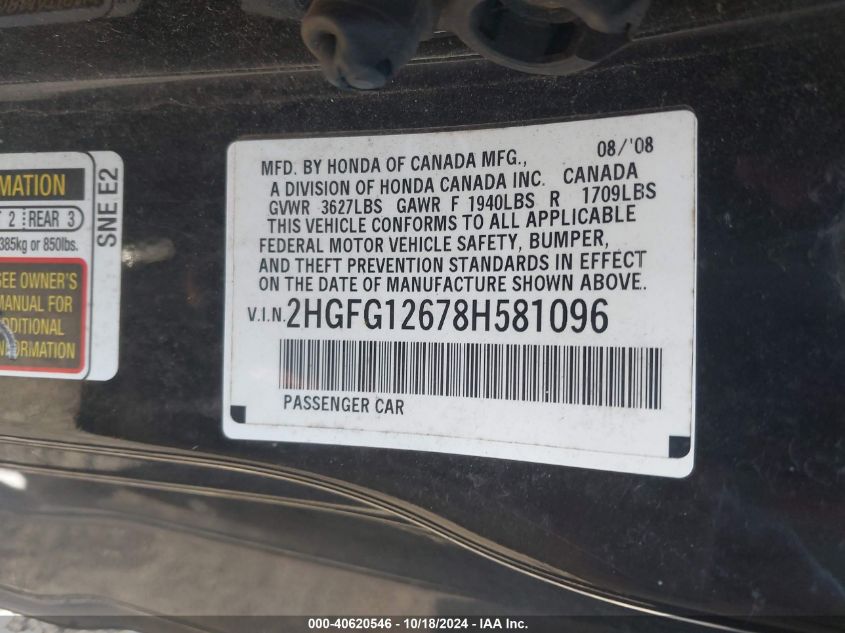 MATION
T 2 REAR 3
385kg or 850lbs.
SEE OWNER'S
MANUAL FOR
ADDITIONAL
INFORMATION
SNE E2
08/'08
MFD. BY HONDA OF CANADA MFG.,
A DIVISION OF HONDA CANADA INC. CANADA
GVWR 3627LBS GAWR F 1940LBS R 1709LBS
THIS VEHICLE CONFORMS TO ALL APPLICABLE
FEDERAL MOTOR VEHICLE SAFETY, BUMPER,
AND THEFT PREVENTION STANDARDS IN EFFECT
ON THE DATE OF MANUFACTURE SHOWN ABOVE.
V.I.N. 2HGFG12678H581096
PASSENGER CAR
000-40620546 - 10/18/2024 - IAA Inc.